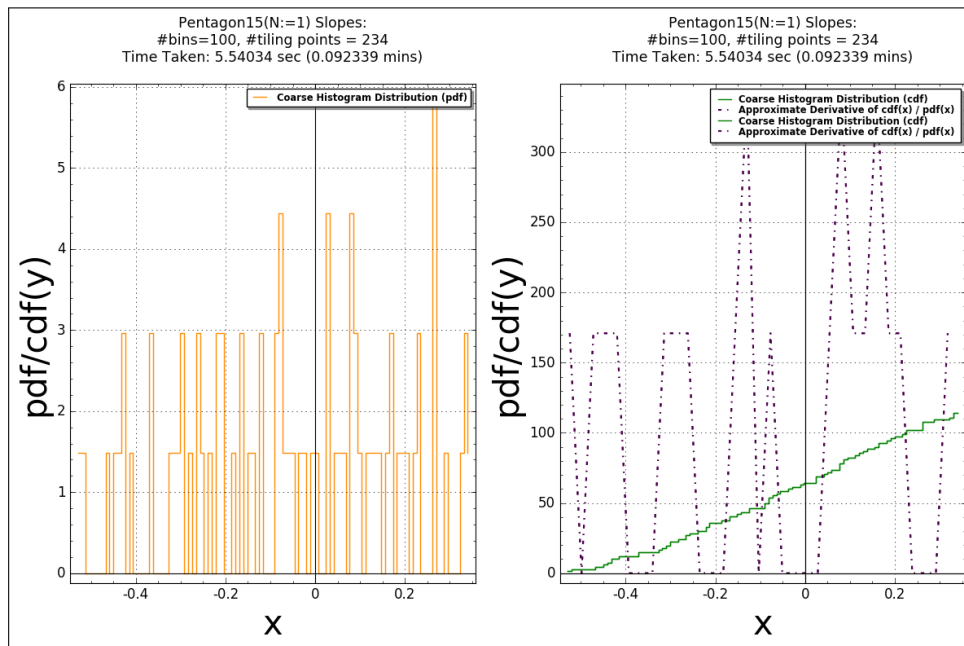 Pentagon15(N:=1) Slopes:
#bins=100, #tiling points = 234
Time Taken: 5.54034 sec (0.092339 mins)
Coarse Histogram Distribution (pdf)
pdf/cdf(y)
6
5
4
3
2
1
0
-0.4
-0.2
0
0.2
x
Pentagon15(N:=1) Slopes:
#bins=100, #tiling points = 234
Time Taken: 5.54034 sec (0.092339 mins)
Coarse Histogram Distribution (cdf)
Approximate Derivative of cdf(x) / pdf(x)
Coarse Histogram Distribution (cdf)
Approximate Derivative of cdf(x) / pdf(x)
pdf/cdf(y)
300
250
200
150
100
50
0
-0.4
-0.2
0
0.2
x